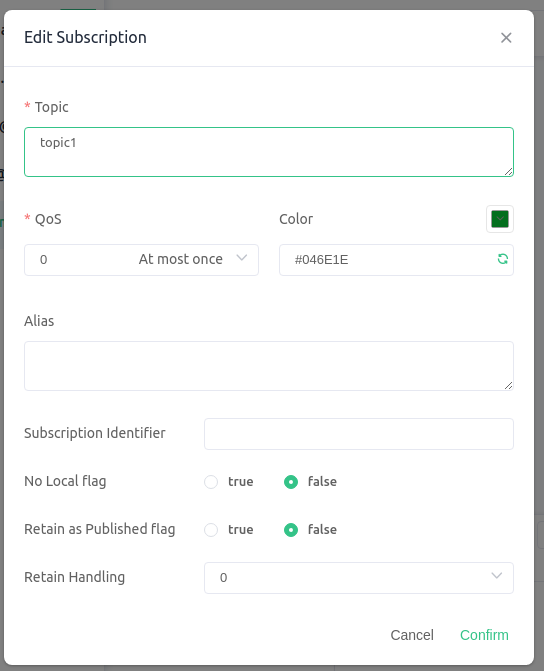 Edit Subscription
* Topic
topic1
* QoS
Color
0 At most once
#046E1E
Alias
Subscription Identifier
No Local flag
true false
Retain as Published flag
true false
Retain Handling
0
Cancel Confirm